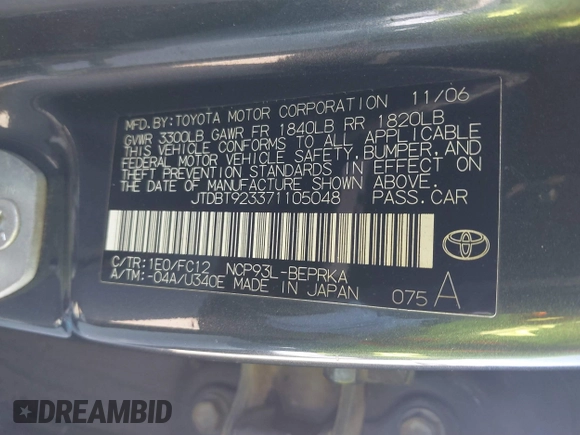 MFD.BY:TOYOTA MOTOR CORPORATION 11/06
GVWR 3300LB GAWR FR 1840LB RR 1820LB
THIS VEHICLE CONFORMS TO ALL APPLICABLE
FEDERAL MOTOR VEHICLE SAFETY,BUMPER,AND
THEFT PREVENTION STANDARDS IN EFFECT ON
THE DATE OF MANUFACTURE SHOWN ABOVE.
JTDBT923371105048 PASS.CAR
C/TR:1E0/FC12 NCP93L-BEPRKA
A/TM:-04A/U340E MADE IN JAPAN 075 A
DREAMBID